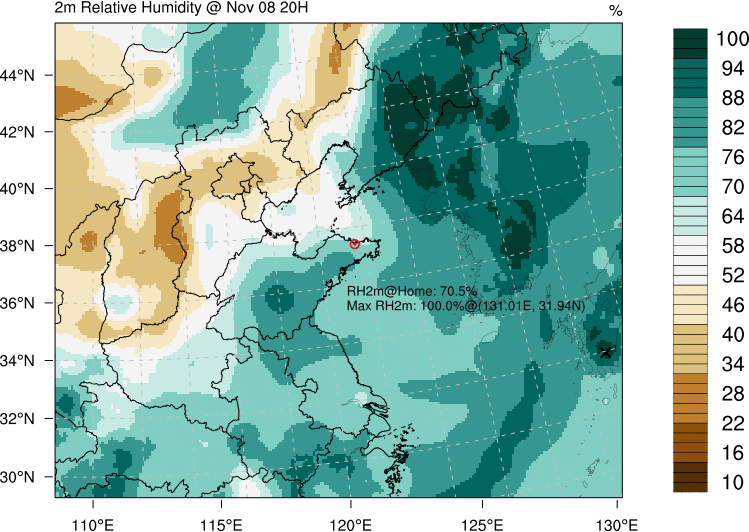 2m Relative Humidity @ Nov 08 20H
%
44°N
42°N
40°N
38°N
36°N
34°N
32°N
30°N
110°E
115°E
120°E
125°E
130°E
RH2m@Home: 70.5%
Max RH2m: 100.0%@(131.01E, 31.94N)
100
94
88
82
76
70
64
58
52
46
40
34
28
22
16
10